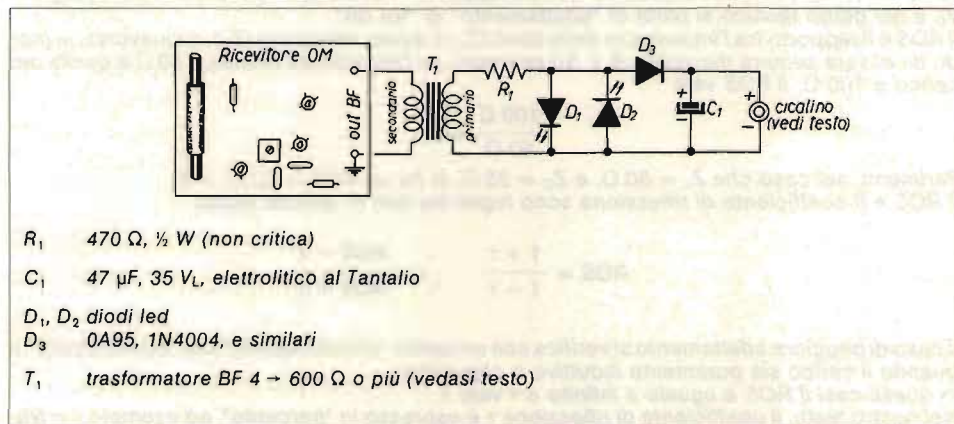 Ricevitore OM
out BF
secondario
T₁
primario
R₁
D₁
D₂
D₃
+
C₁
−
+
−
cicalino
(vedi testo)
R₁ 470 Ω, ½ W (non critica)
C₁ 47 µF, 35 V_L, elettrolitico al Tantalio
D₁, D₂ diodi led
D₃ 0A95, 1N4004, e similari
T₁ trasformatore BF 4 → 600 Ω o più (vedasi testo)